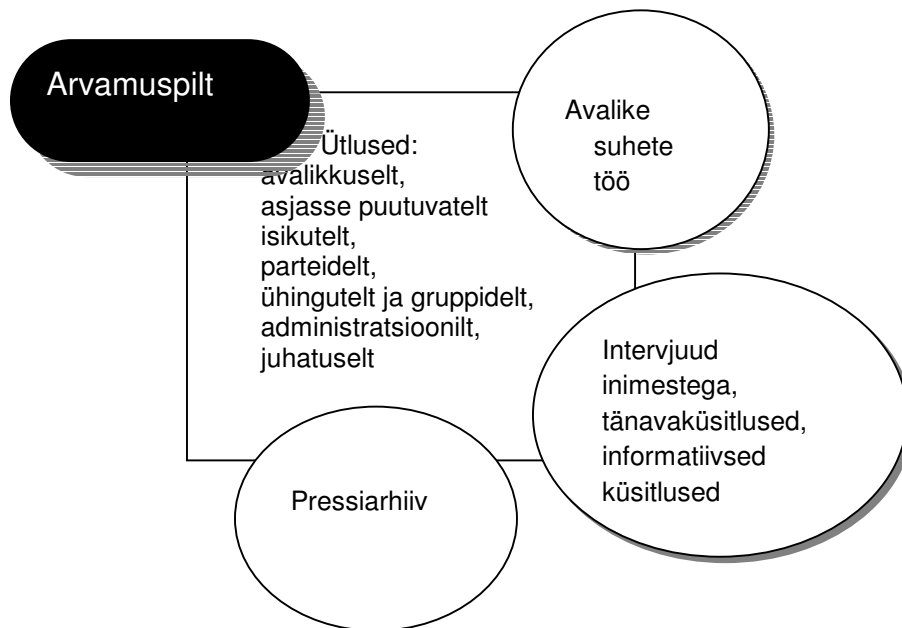 Arvamuspilt
Ütlused:
avalikkuselt,
asjasse puutuvatelt
isikutelt,
parteidelt,
ühingutelt ja gruppidelt,
administratsioonilt,
juhatuselt
Avalike
suhete
töö
Intervjuud
inimestega,
tänavaküsitlused,
informatiivsed
küsitlused
Pressiarhiiv